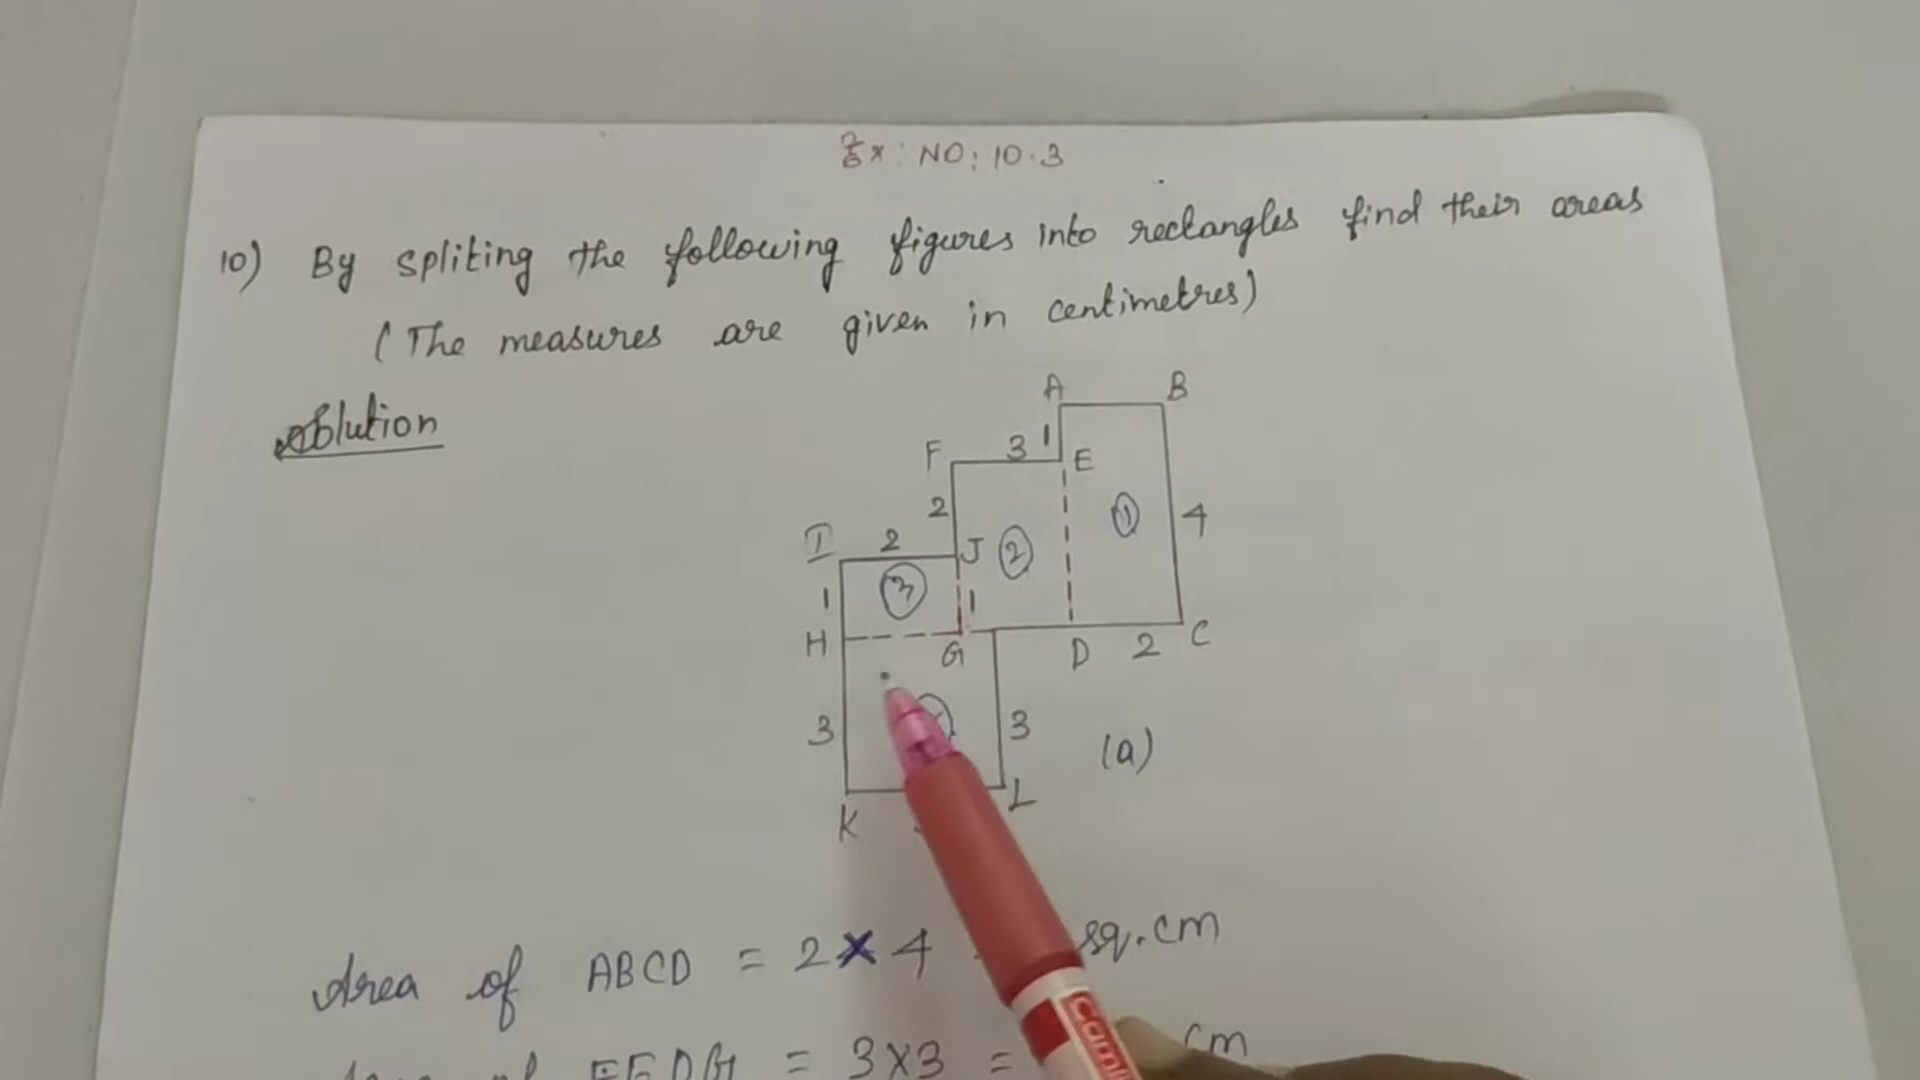 Ex: NO: 10.3
10) By spliting the following figures into rectangles find their areas
(The measures are given in centimetres)
Solution
A B
F 3 1 E
2 1 4
I 2 J 2
1 3 1
H G D 2 C
3 3 (a)
K L
Area of ABCD = 2 × 4 sq.cm
FEDG = 3×3 = cm
Caml